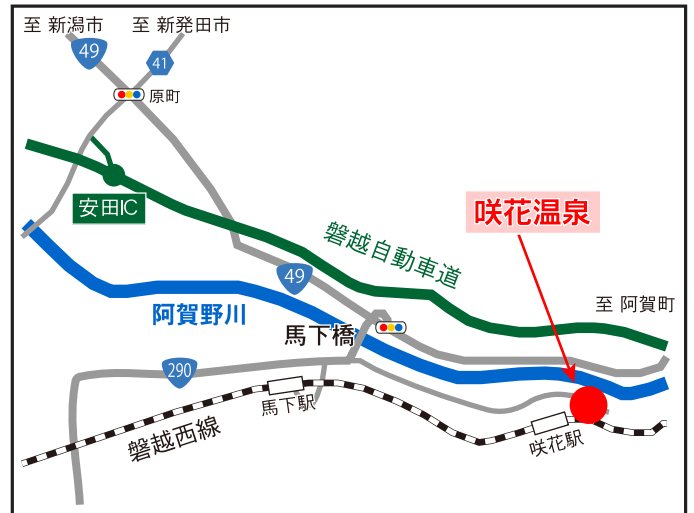 至 新潟市
至 新発田市
49
41
原町
安田IC
咲花温泉
磐越自動車道
49
至 阿賀町
阿賀野川
馬下橋
290
馬下駅
磐越西線
咲花駅